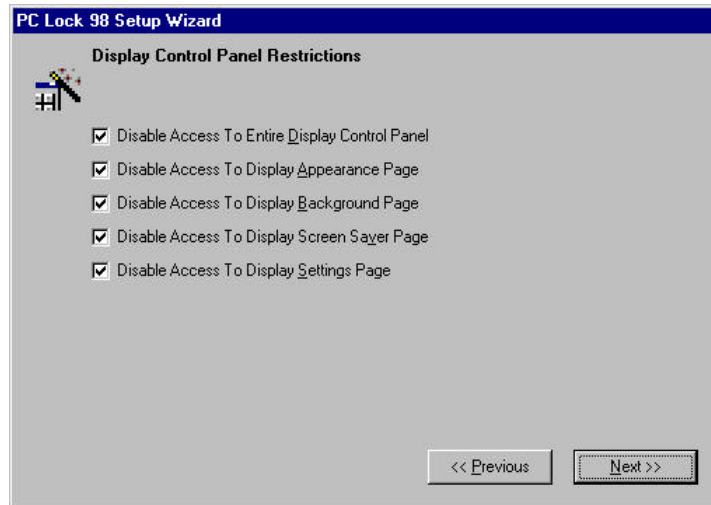 PC Lock 98 Setup Wizard
Display Control Panel Restrictions
Disable Access To Entire Display Control Panel
Disable Access To Display Appearance Page
Disable Access To Display Background Page
Disable Access To Display Screen Saver Page
Disable Access To Display Settings Page
<< Previous
Next >>